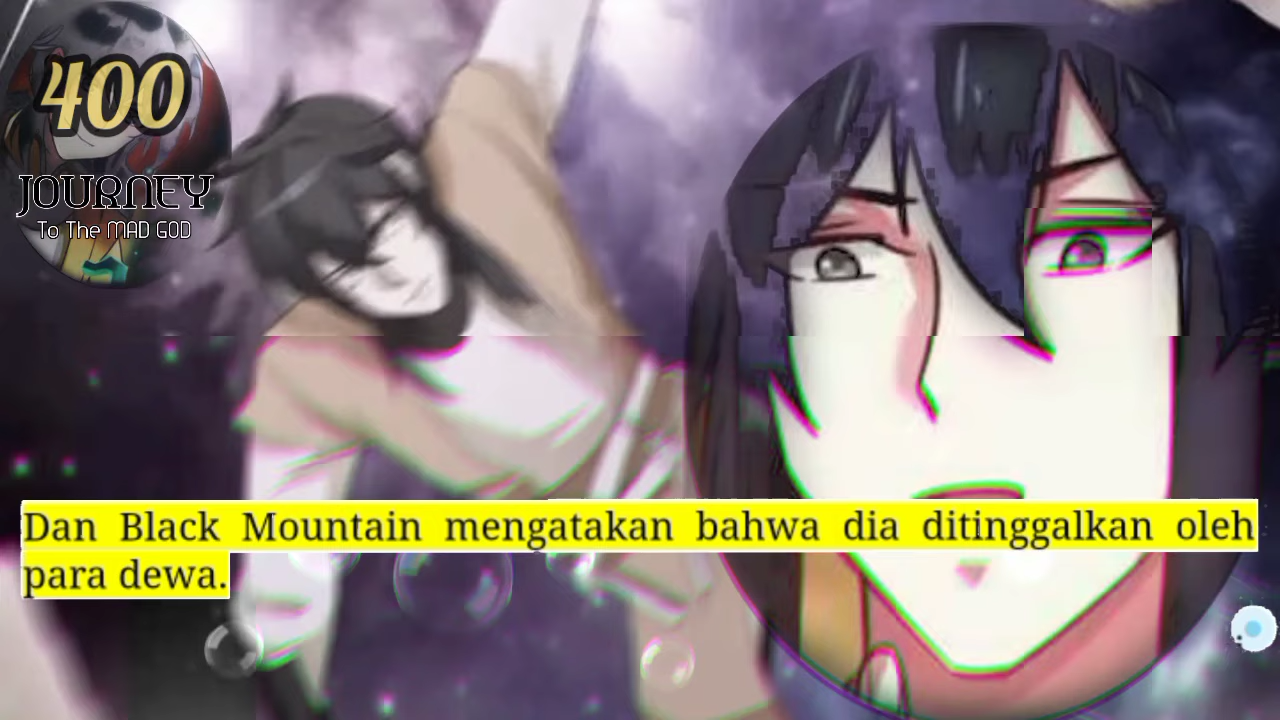 400
JOURNEY
To The MAD GOD
Dan Black Mountain mengatakan bahwa dia ditinggalkan oleh
para dewa.